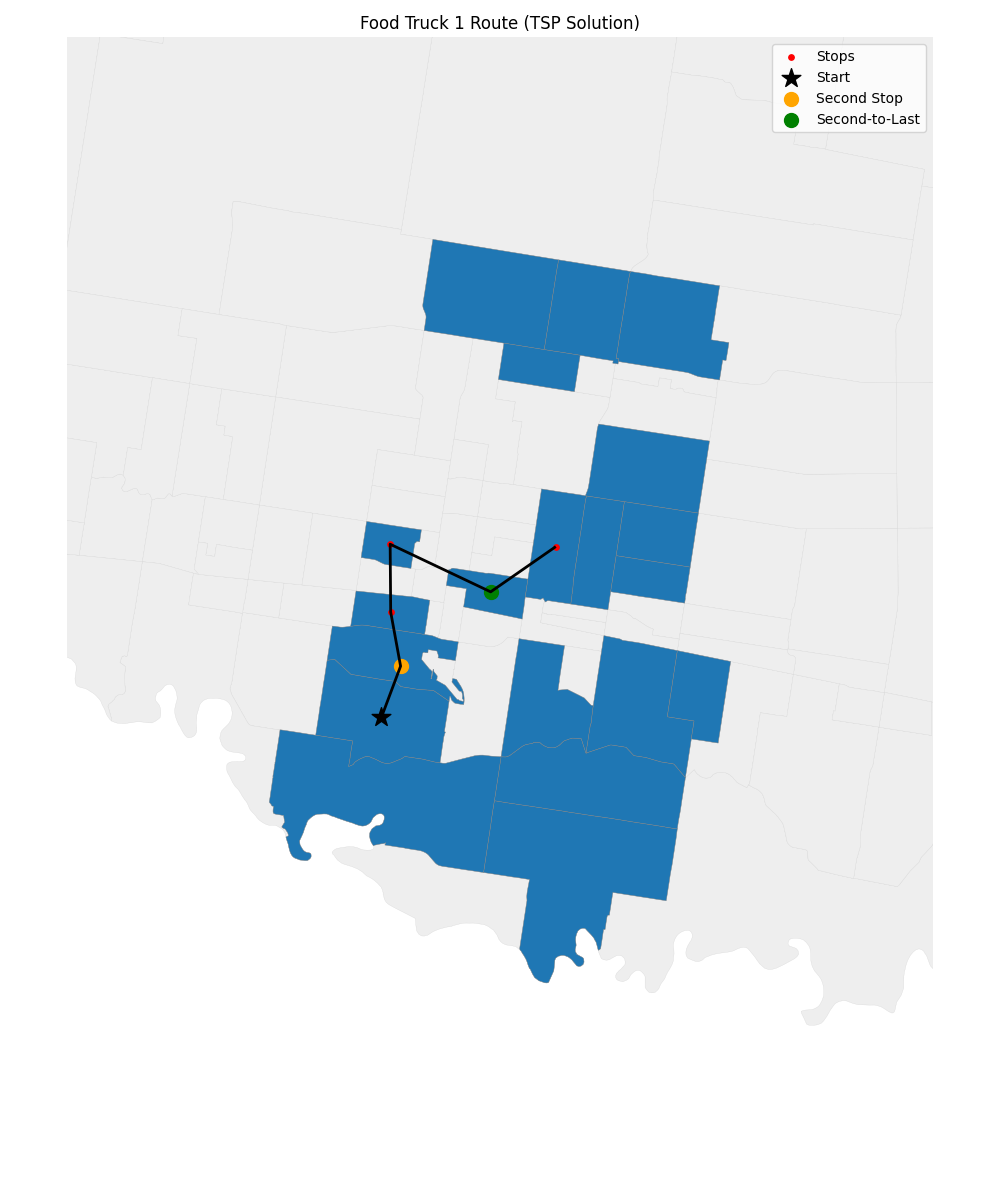 Food Truck 1 Route (TSP Solution)
Stops
Start
Second Stop
Second-to-Last